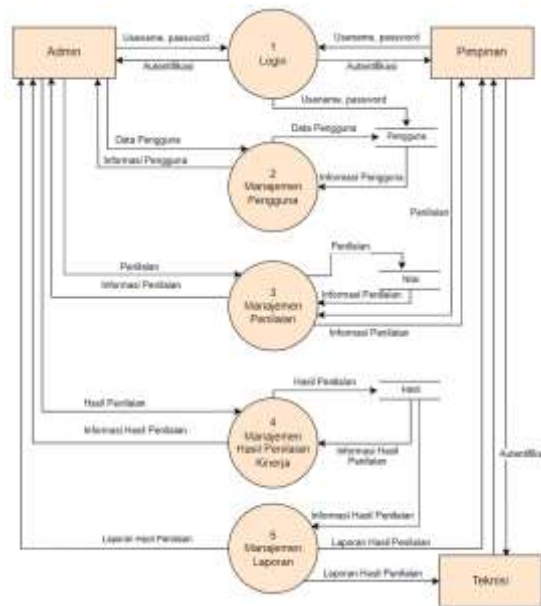 Admin
Username, password
Autentifikasi
1
Login
Username, password
Autentifikasi
Pimpinan
Username, password
Data Pengguna
Informasi Pengguna
2
Manajemen
Pengguna
Data Pengguna
Pengguna
Informasi Pengguna
Penilaian
Penilaian
Informasi Penilaian
3
Manajemen
Penilaian
Penilaian
Nilai
Informasi Penilaian
Informasi Penilaian
Hasil Penilaian
Informasi Hasil Penilaian
4
Manajemen
Hasil Penilaian
Kinerja
Hasil Penilaian
Hasil
Informasi Hasil
Penilaian
Autentifika
Informasi Hasil Penilaian
Laporan Hasil Penilaian
5
Manajemen
Laporan
Laporan Hasil Penilaian
Laporan Hasil Penilaian
Teknisi